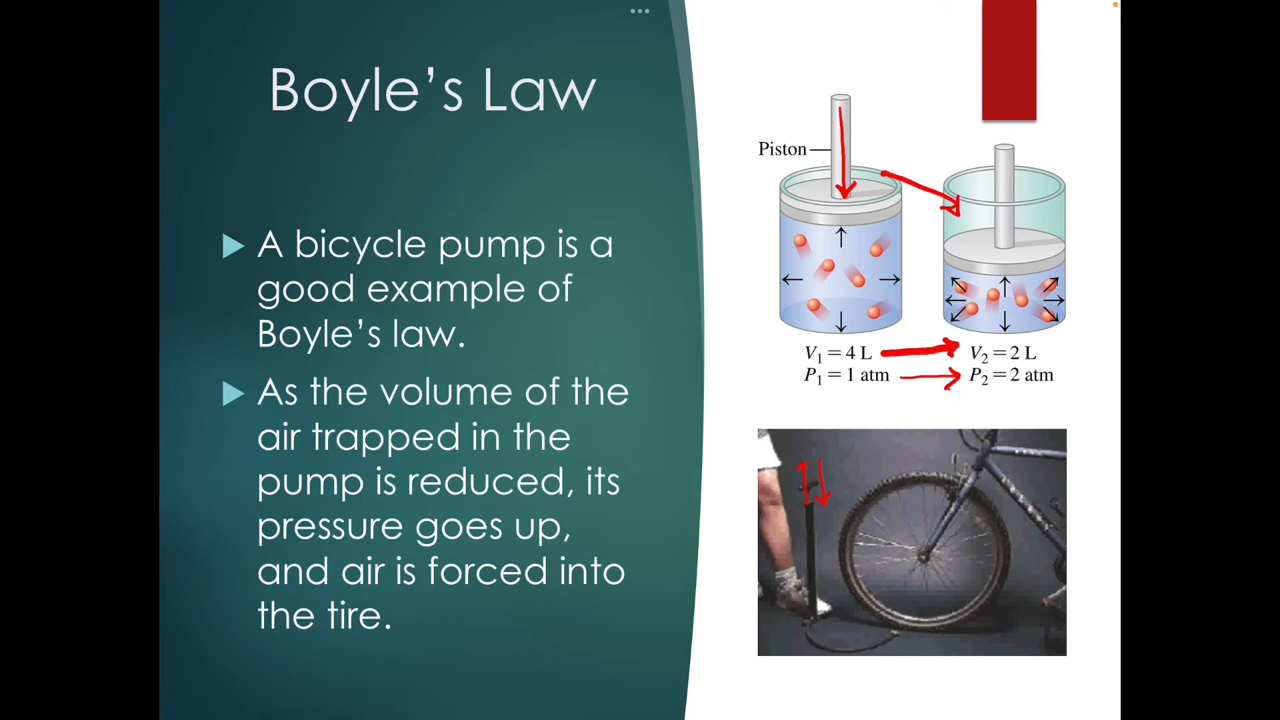 Boyle’s Law
A bicycle pump is a
good example of
Boyle’s law.
As the volume of the
air trapped in the
pump is reduced, its
pressure goes up,
and air is forced into
the tire.
Piston
V₁ = 4 L
P₁ = 1 atm
V₂ = 2 L
P₂ = 2 atm